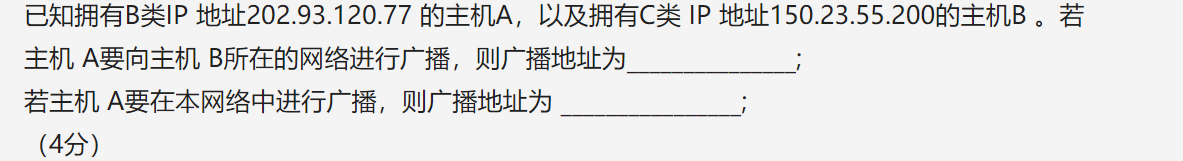 已知拥有B类IP 地址202.93.120.77 的主机A，以及拥有C类 IP 地址150.23.55.200的主机B 。若
主机 A要向主机 B所在的网络进行广播，则广播地址为_______________;
若主机 A要在本网络中进行广播，则广播地址为 ________________;
（4分）